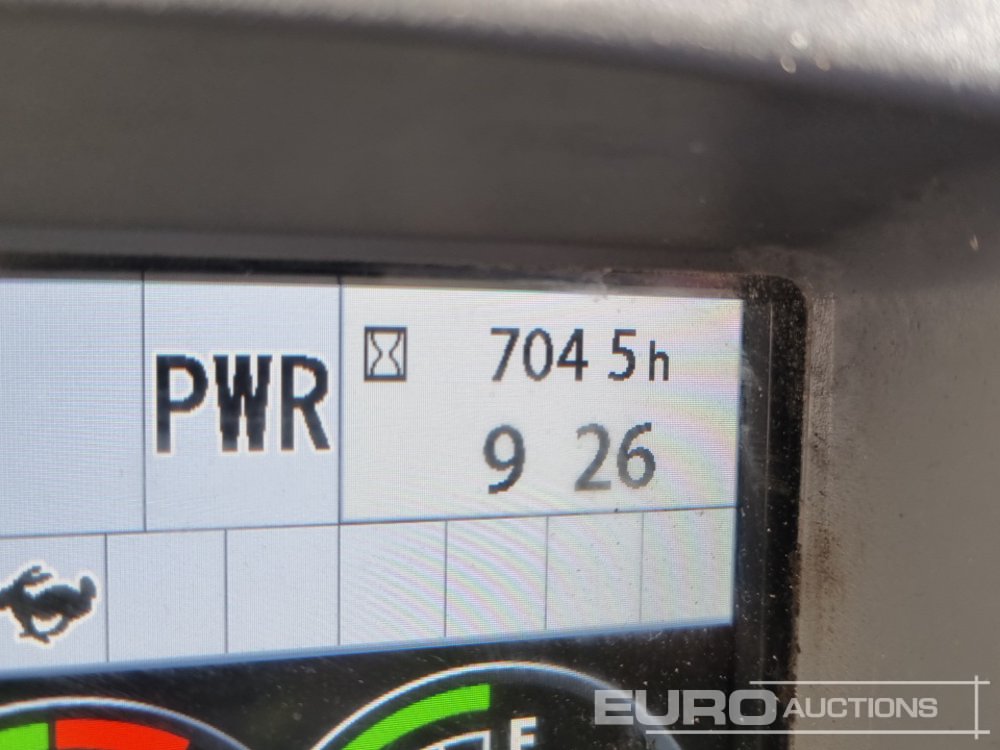 PWR
704 5h
9 26
F
EURO AUCTIONS